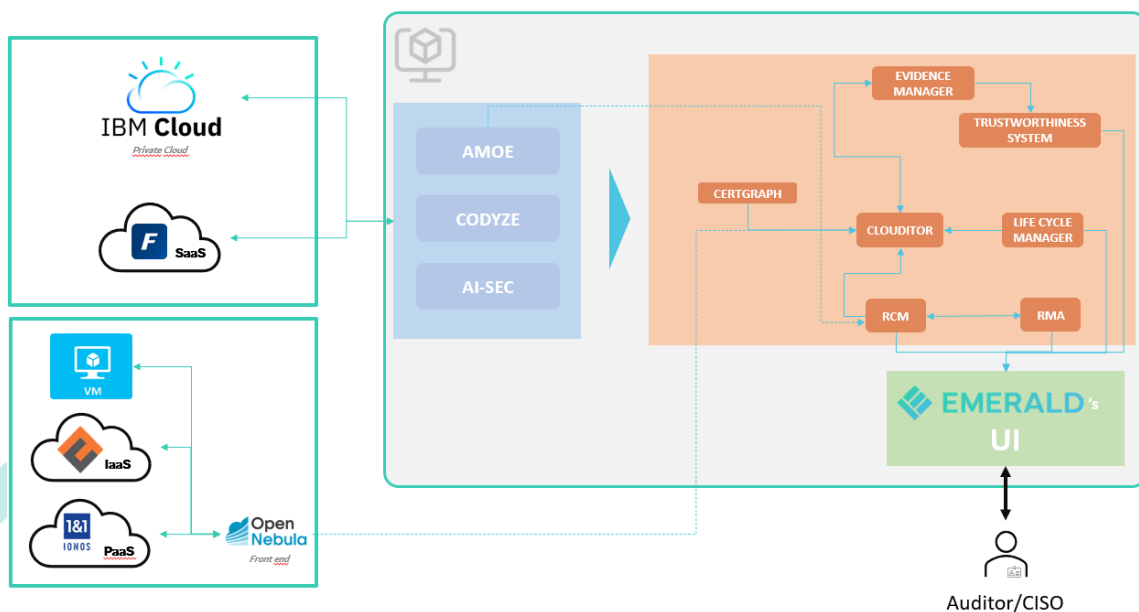 IBM Cloud
Private Cloud
F
SaaS
VM
IaaS
1&1
IONOS
PaaS
Open
Nebula
Front end
AMOE
CODYZE
AI-SEC
EVIDENCE
MANAGER
TRUSTWORTHINESS
SYSTEM
CERTGRAPH
CLOUDITOR
LIFE CYCLE
MANAGER
RCM
RMA
EMERALD's
UI
Auditor/CISO